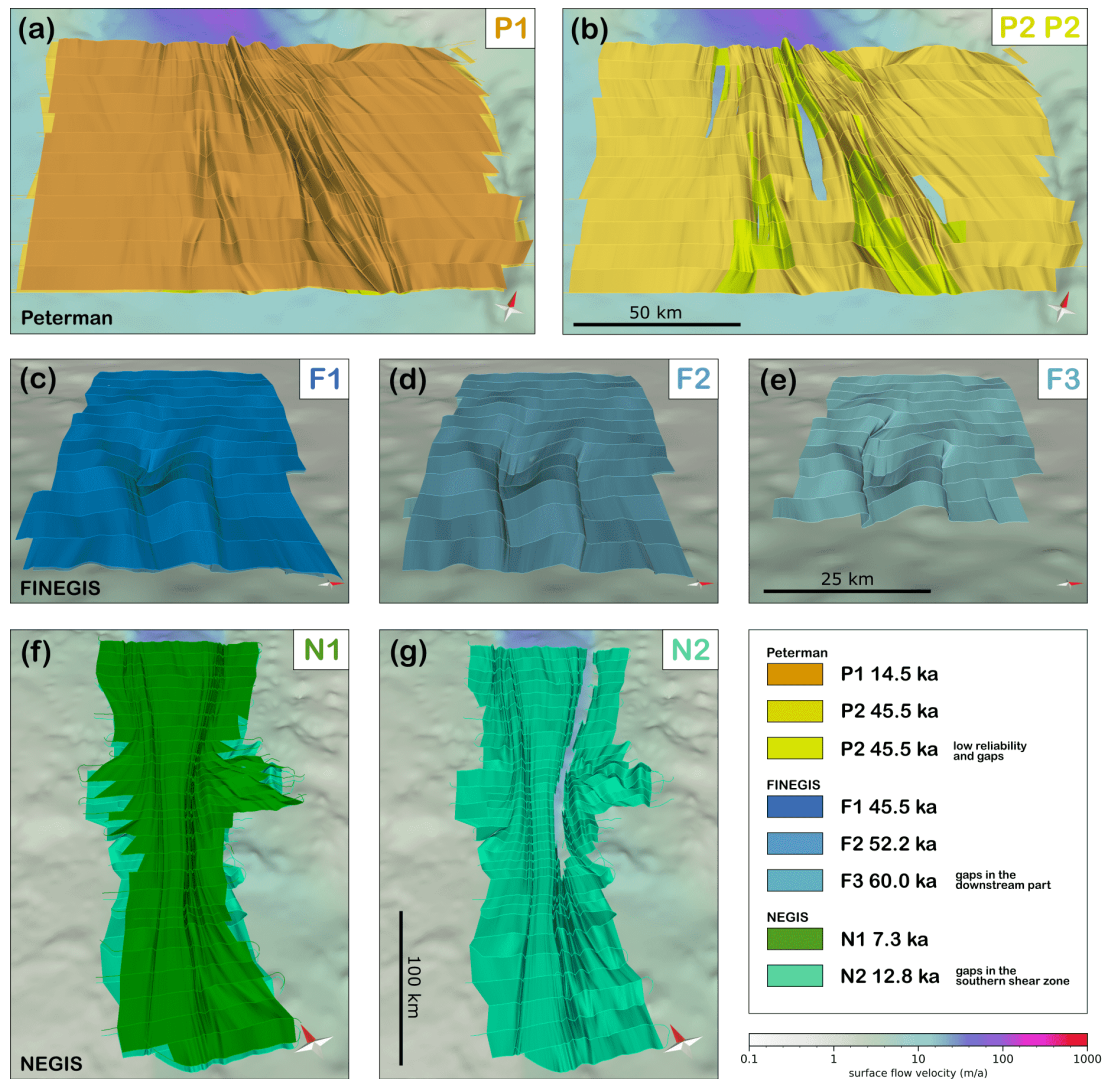 (a)
P1
Peterman
(b)
P2 P2
50 km
(c)
F1
FINEGIS
(d)
F2
(e)
F3
25 km
(f)
N1
NEGIS
(g)
N2
100 km
Peterman
P1 14.5 ka
P2 45.5 ka
P2 45.5 ka low reliability
and gaps
FINEGIS
F1 45.5 ka
F2 52.2 ka
F3 60.0 ka gaps in the
downstream part
NEGIS
N1 7.3 ka
N2 12.8 ka gaps in the
southern shear zone
0.1 1 10 100 1000
surface flow velocity (m/a)